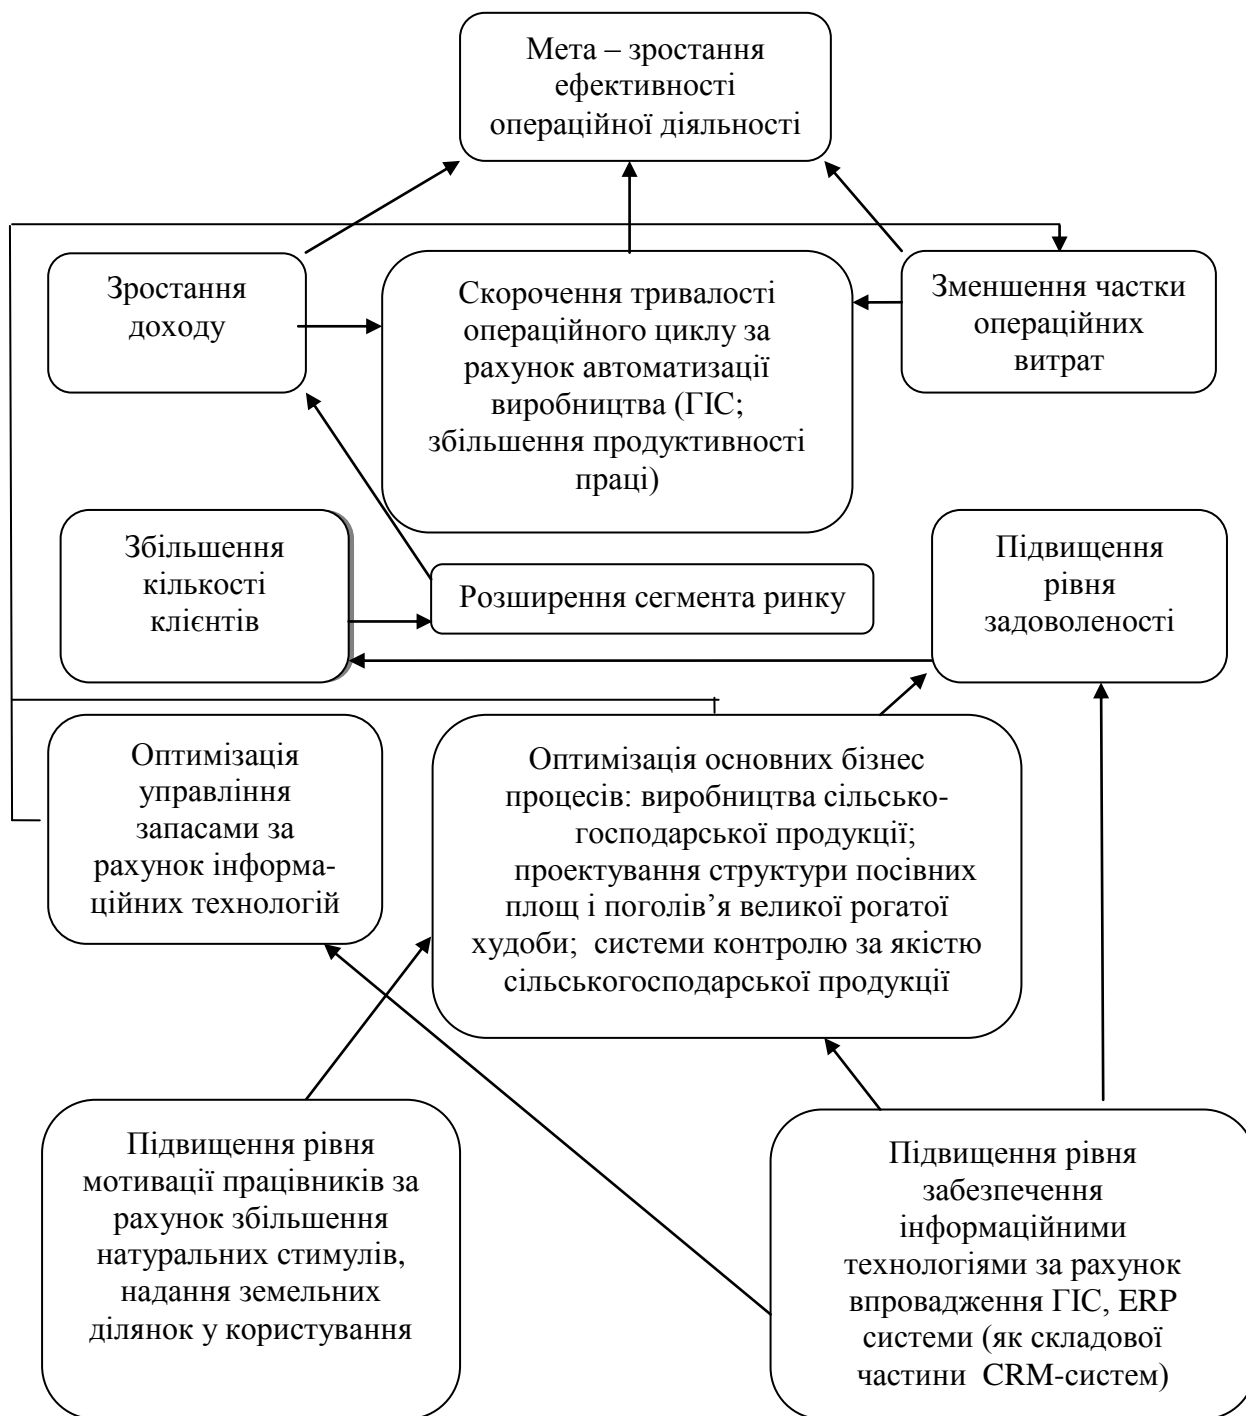 Мета – зростання
ефективності
операційної діяльності
Зростання
доходу
Скорочення тривалості
операційного циклу за
рахунок автоматизації
виробництва (ГІС;
збільшення продуктивності
праці)
Зменшення частки
операційних
витрат
Збільшення
кількості
клієнтів
Розширення сегмента ринку
Підвищення
рівня
задоволеності
Оптимізація
управління
запасами за
рахунок інформа-
ційних технологій
Оптимізація основних бізнес
процесів: виробництва сільсько-
господарської продукції;
проектування структури посівних
площ і поголів’я великої рогатої
худоби; системи контролю за якістю
сільськогосподарської продукції
Підвищення рівня
мотивації працівників за
рахунок збільшення
натуральних стимулів,
надання земельних
ділянок у користування
Підвищення рівня
забезпечення
інформаційними
технологіями за рахунок
впровадження ГІС, ERP
системи (як складової
частини CRM-систем)